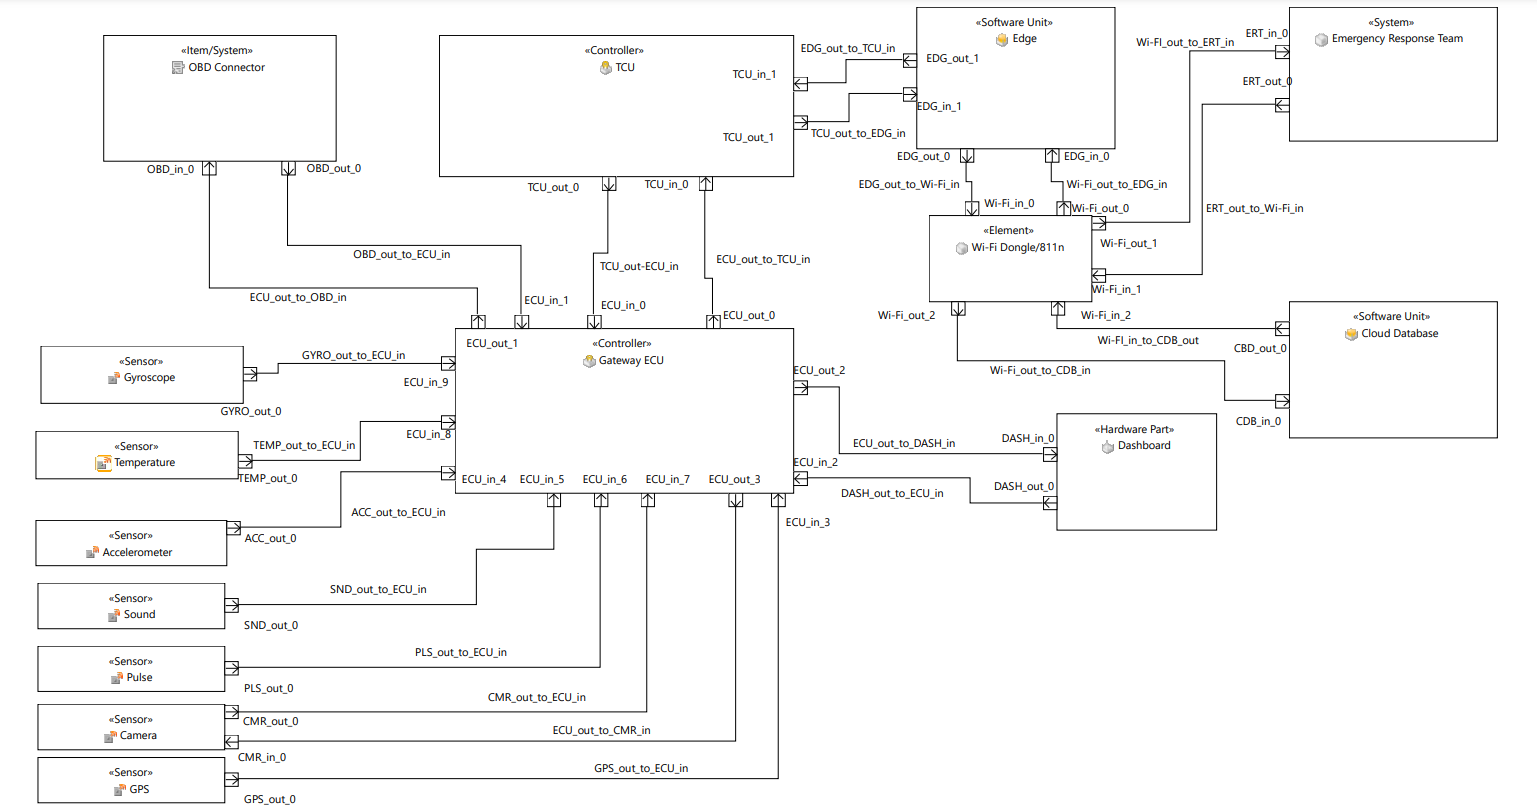 «Item/System»
OBD Connector
OBD_in_0
OBD_out_0
«Controller»
TCU
TCU_in_1
TCU_out_1
TCU_out_0
TCU_in_0
EDG_out_to_TCU_in
TCU_out_to_EDG_in
«Software Unit»
Edge
EDG_out_1
EDG_in_1
EDG_out_0
EDG_in_0
Wi-FI_out_to_ERT_in
ERT_in_0
ERT_out_0
«System»
Emergency Response Team
EDG_out_to_Wi-Fi_in
Wi-Fi_out_to_EDG_in
ERT_out_to_Wi-Fi_in
Wi-Fi_in_0
Wi-Fi_out_0
«Element»
Wi-Fi Dongle/811n
Wi-Fi_out_1
Wi-Fi_in_1
Wi-Fi_out_2
Wi-Fi_in_2
OBD_out_to_ECU_in
ECU_out_to_OBD_in
TCU_out-ECU_in
ECU_out_to_TCU_in
ECU_in_1
ECU_in_0
ECU_out_0
Wi-FI_in_to_CDB_out
Wi-Fi_out_to_CDB_in
«Software Unit»
Cloud Database
CBD_out_0
CDB_in_0
ECU_out_1
«Controller»
Gateway ECU
ECU_out_2
ECU_in_2
ECU_in_9
ECU_in_8
ECU_in_4
ECU_in_5
ECU_in_6
ECU_in_7
ECU_out_3
ECU_in_3
ECU_out_to_DASH_in
DASH_out_to_ECU_in
DASH_in_0
DASH_out_0
«Hardware Part»
Dashboard
«Sensor»
Gyroscope
GYRO_out_to_ECU_in
GYRO_out_0
«Sensor»
Temperature
TEMP_out_to_ECU_in
TEMP_out_0
«Sensor»
Accelerometer
ACC_out_to_ECU_in
ACC_out_0
«Sensor»
Sound
SND_out_to_ECU_in
SND_out_0
«Sensor»
Pulse
PLS_out_to_ECU_in
PLS_out_0
«Sensor»
Camera
CMR_out_to_ECU_in
CMR_out_0
ECU_out_to_CMR_in
CMR_in_0
«Sensor»
GPS
GPS_out_to_ECU_in
GPS_out_0